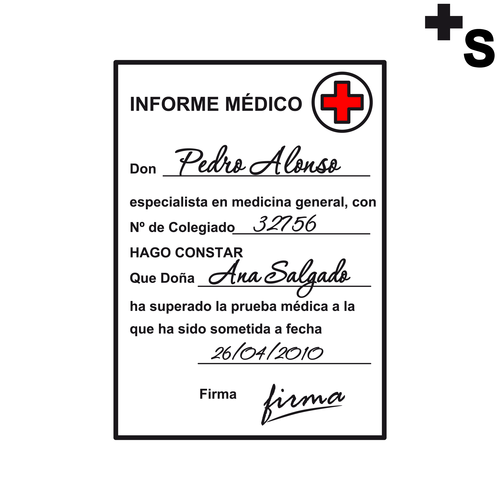 +s
INFORME MÉDICO
Don Pedro Alonso
especialista en medicina general, con
Nº de Colegiado 32756
HAGO CONSTAR
Que Doña Ana Salgado
ha superado la prueba médica a la
que ha sido sometida a fecha
26/04/2010
Firma firma